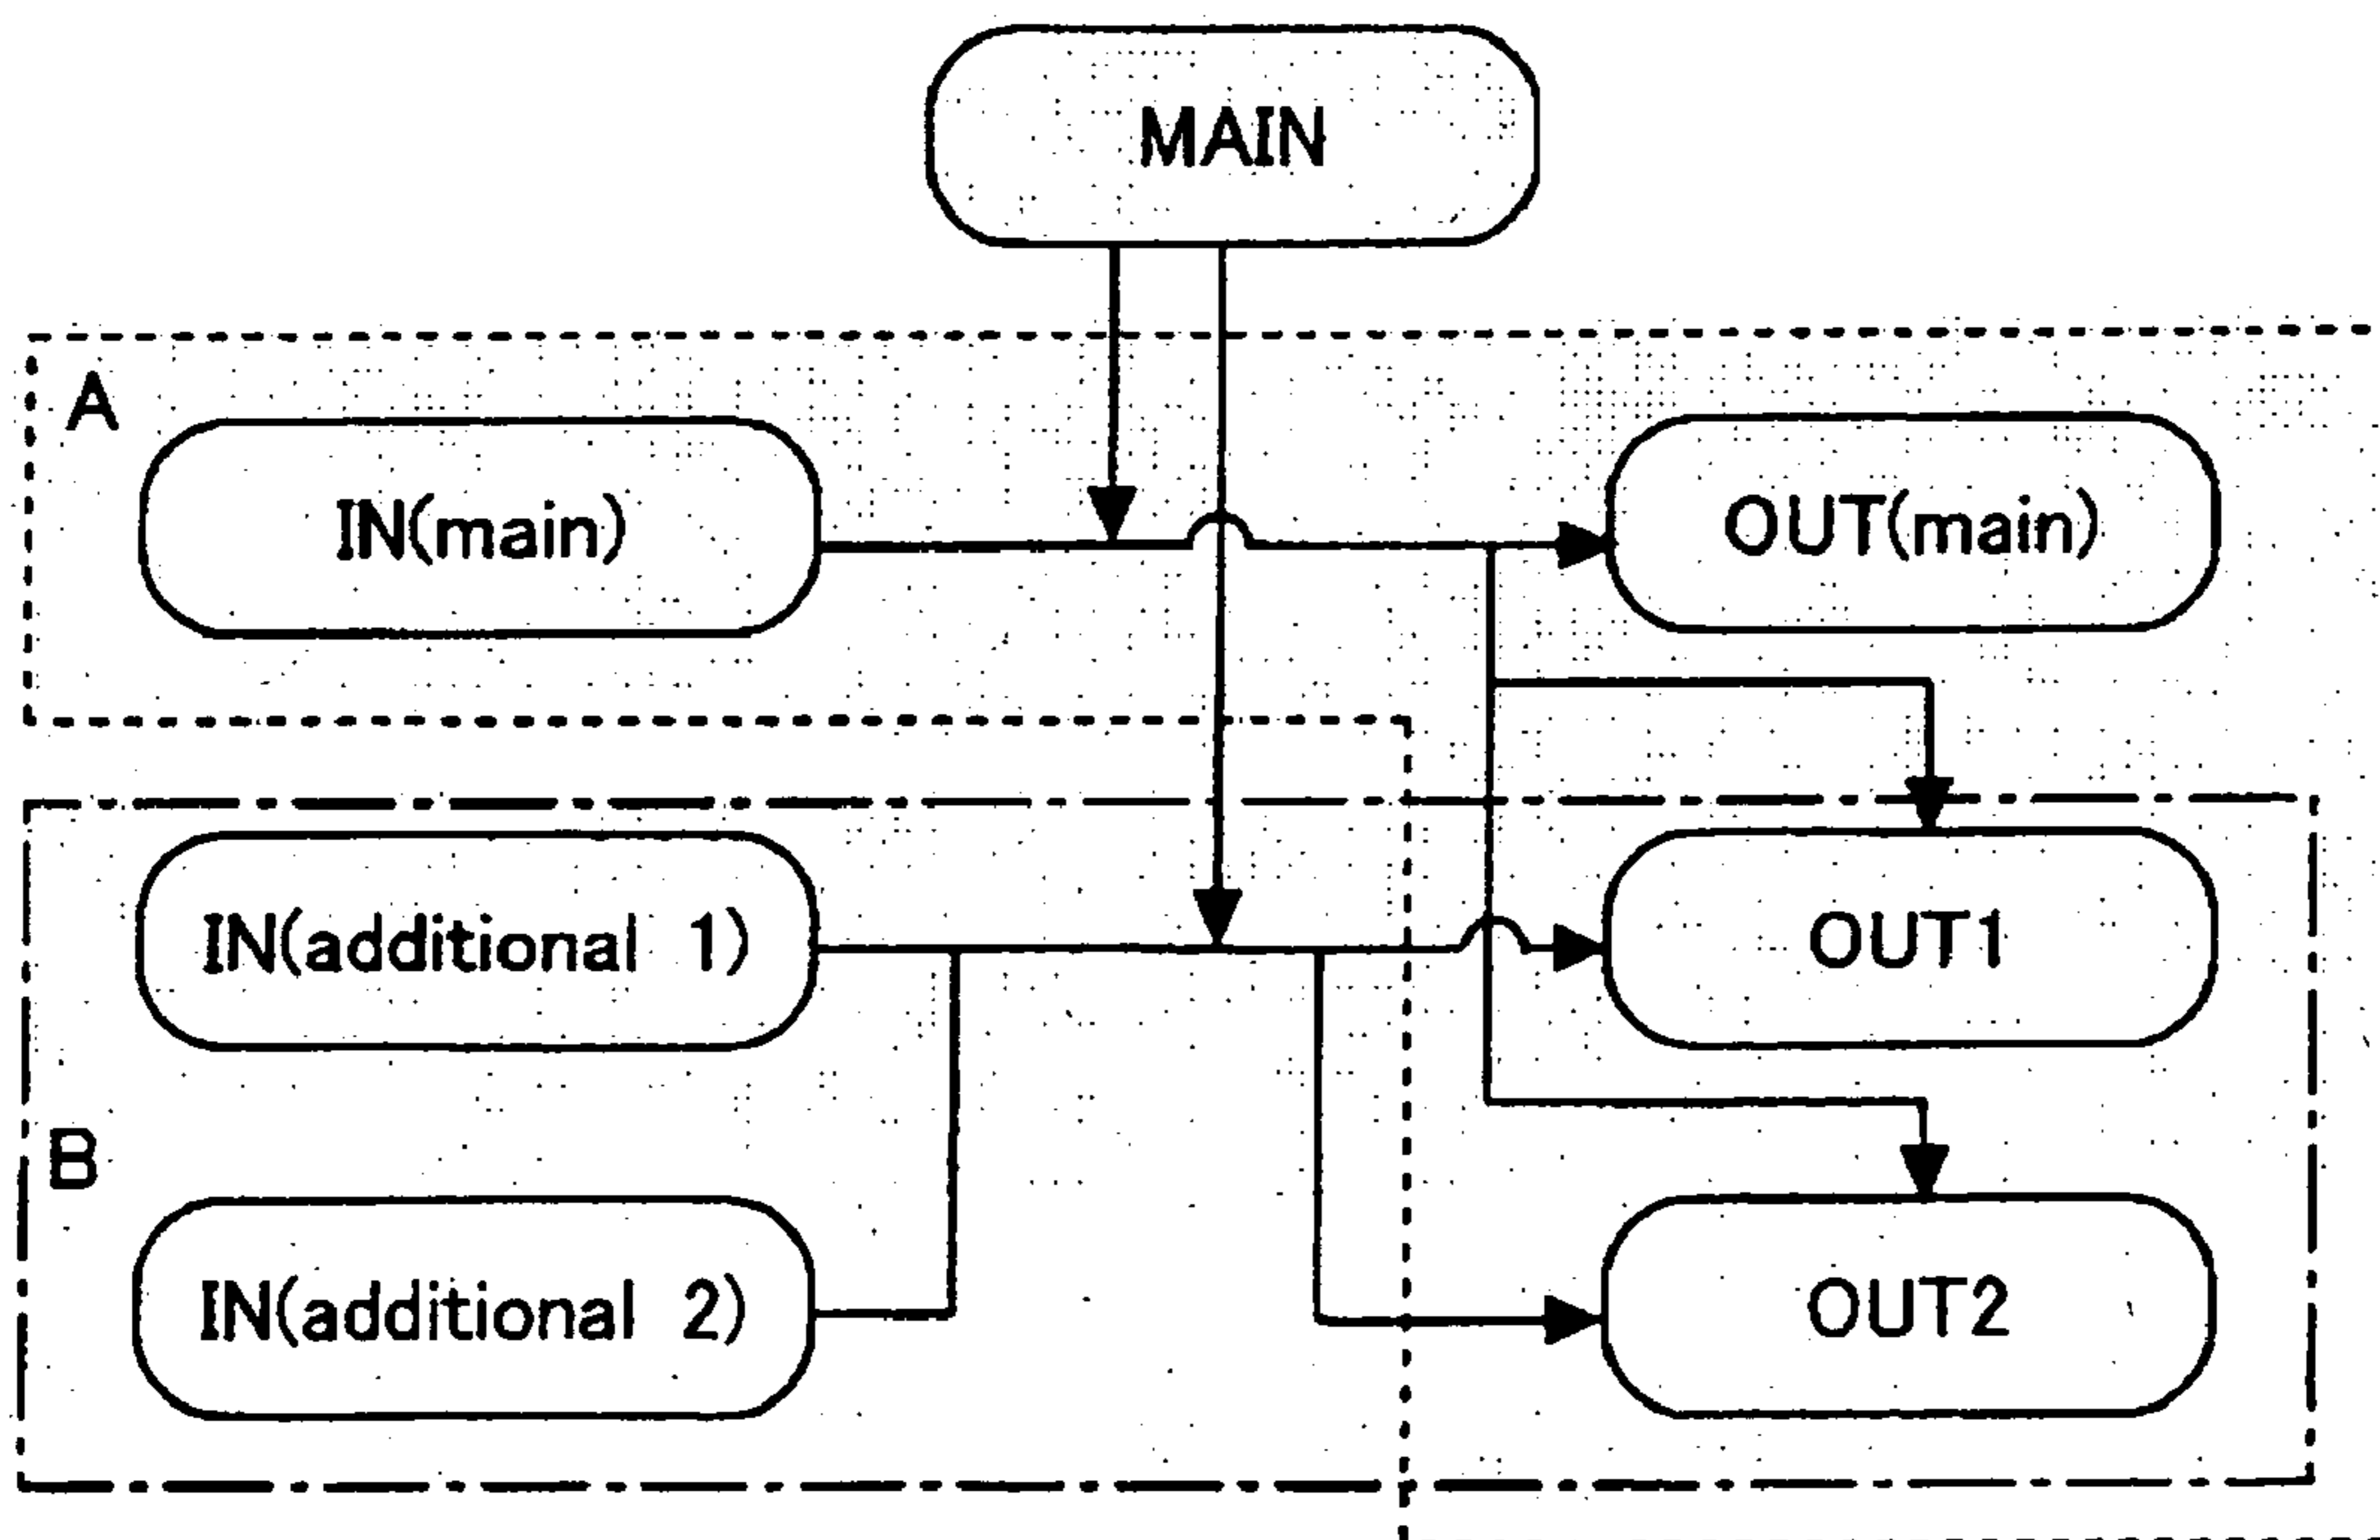 MAIN
A
IN(main)
OUT(main)
IN(additional 1)
OUT1
B
IN(additional 2)
OUT2